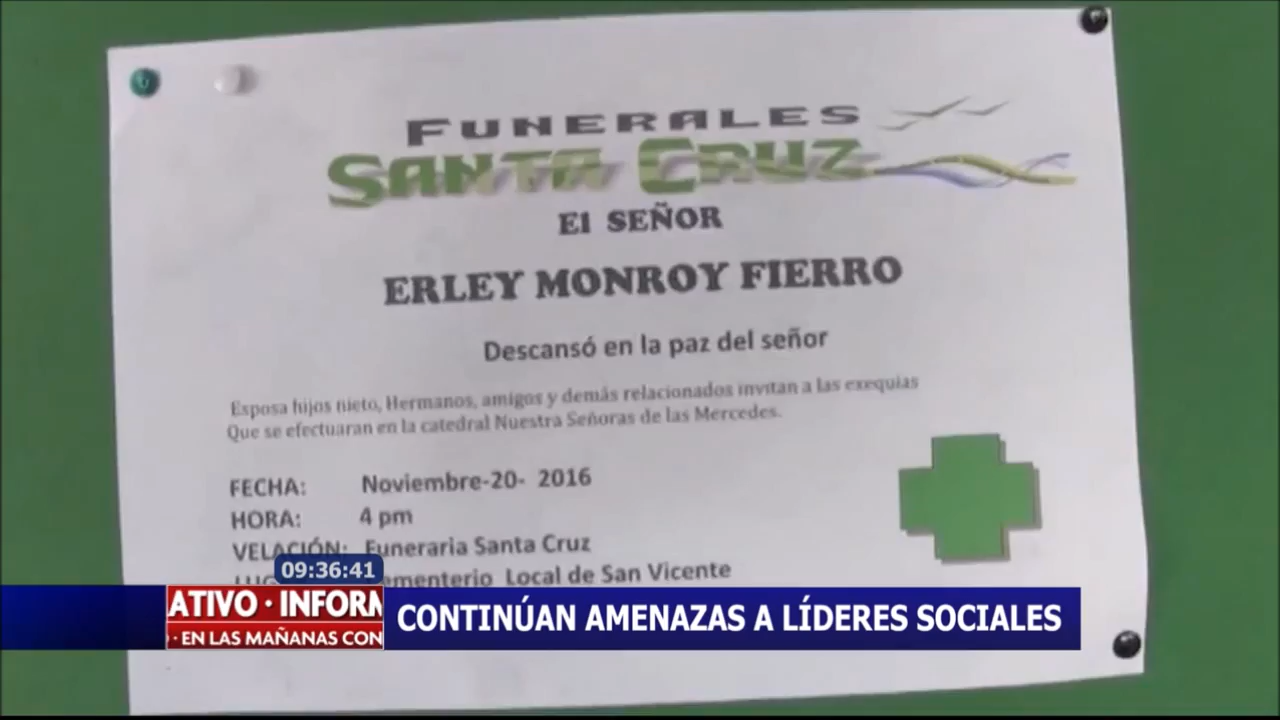 FUNERALES
SANTA CRUZ
El SEÑOR
ERLEY MONROY FIERRO
Descansó en la paz del señor
Esposa hijos nieto, Hermanos, amigos y demás relacionados invitan a las exequias
Que se efectuaran en la catedral Nuestra Señoras de las Mercedes.
FECHA: Noviembre-20- 2016
HORA: 4 pm
VELACIÓN: Funeraria Santa Cruz
Local de San Vicente
09:36:41
ATIVO · INFORM
· EN LAS MAÑANAS CON
CONTINÚAN AMENAZAS A LÍDERES SOCIALES